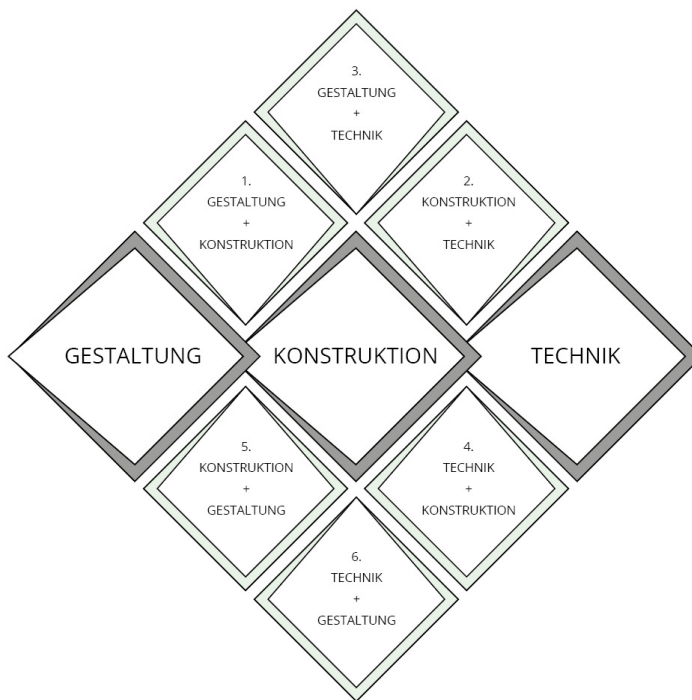 3.
GESTALTUNG
+
TECHNIK
1.
GESTALTUNG
+
KONSTRUKTION
2.
KONSTRUKTION
+
TECHNIK
GESTALTUNG
KONSTRUKTION
TECHNIK
5.
KONSTRUKTION
+
GESTALTUNG
4.
TECHNIK
+
KONSTRUKTION
6.
TECHNIK
+
GESTALTUNG